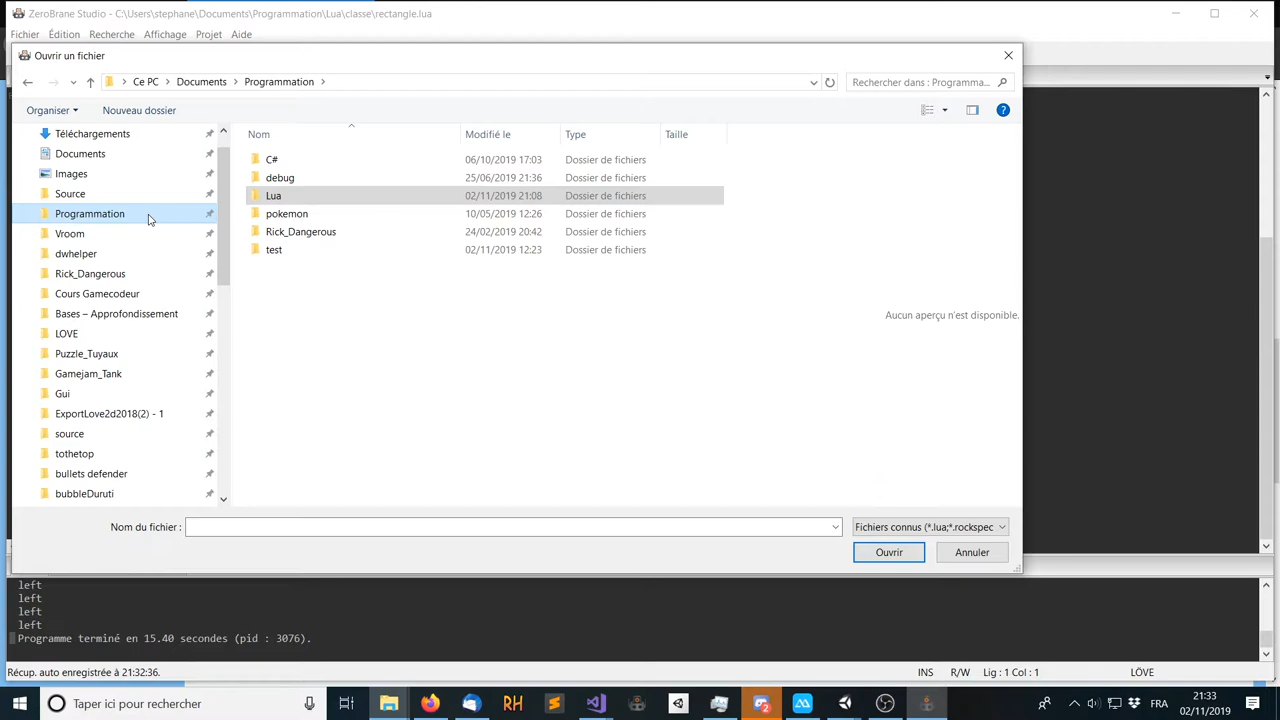 ZeroBrane Studio - C:\Users\stephane\Documents\Programmation\Lua\classe\rectangle.lua
Fichier Édition Recherche Affichage Projet Aide
Ouvrir un fichier
Ce PC > Documents > Programmation >
Rechercher dans : Programma...
Organiser Nouveau dossier
Nom Modifié le Type Taille
Téléchargements
Documents
Images
Source
Programmation
Vroom
dwhelper
Rick_Dangerous
Cours Gamecodeur
Bases – Approfondissement
LOVE
Puzzle_Tuyaux
Gamejam_Tank
Gui
ExportLove2d2018(2) - 1
source
tothetop
bullets defender
bubbleDuruti
C# 06/10/2019 17:03 Dossier de fichiers
debug 25/06/2019 21:36 Dossier de fichiers
Lua 02/11/2019 21:08 Dossier de fichiers
pokemon 10/05/2019 12:26 Dossier de fichiers
Rick_Dangerous 24/02/2019 20:42 Dossier de fichiers
test 02/11/2019 12:23 Dossier de fichiers
Aucun aperçu n'est disponible.
Nom du fichier :
Fichiers connus (*.lua;*.rockspec
Ouvrir Annuler
left
left
left
left
Programme terminé en 15.40 secondes (pid : 3076).
Récup. auto enregistrée à 21:32:36. INS R/W Lig : 1 Col : 1 LÖVE
Taper ici pour rechercher
RH
FRA
21:33
02/11/2019